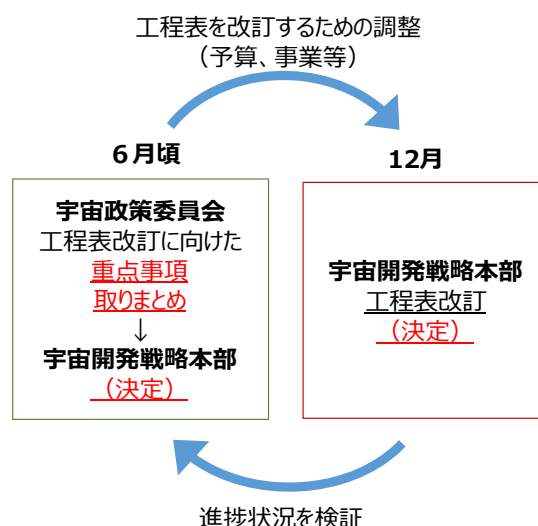 工程表を改訂するための調整
（予算、事業等）
６月頃
12月
宇宙政策委員会
工程表改訂に向けた
重点事項
取りまとめ
↓
宇宙開発戦略本部
（決定）
宇宙開発戦略本部
工程表改訂
（決定）
進捗状況を検証